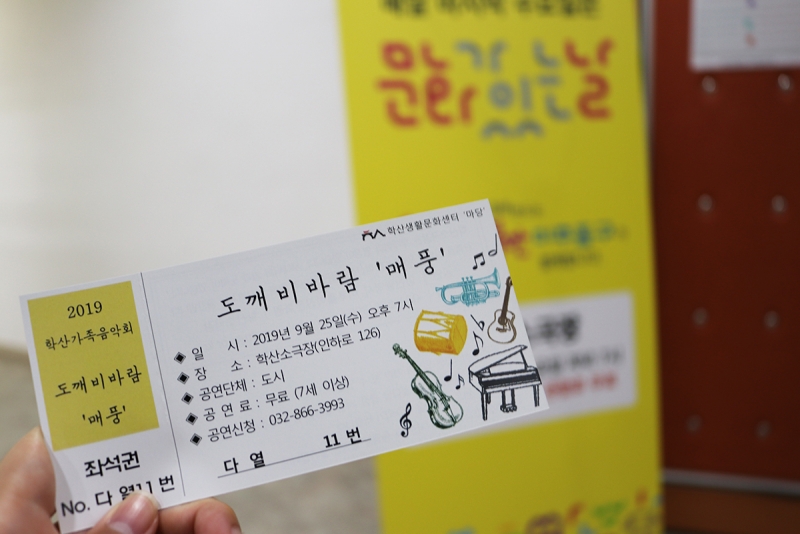 문화가 있는 날
학산생활문화센터 '마당'
도깨비바람 '매풍'
◆ 일 시 : 2019년 9월 25일(수) 오후 7시
◆ 장 소 : 학산소극장(인하로 126)
◆ 공연단체 : 도시
◆ 공 연 료 : 무료 (7세 이상)
◆ 공연신청 : 032-866-3993
다 열 11 번
2019
학산가족음악회
도깨비바람
'매풍'
좌석권
No. 다 열11 번